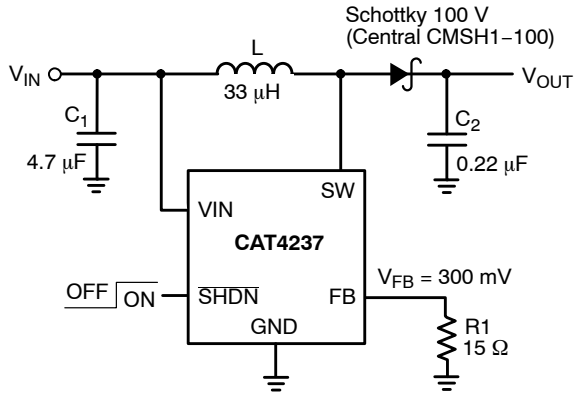 Schottky 100 V
(Central CMSH1−100)
L
VIN
VOUT
33 μH
C1
C2
4.7 μF
0.22 μF
SW
VIN
CAT4237
VFB = 300 mV
OFF ON
SHDN
FB
R1
GND
15 Ω